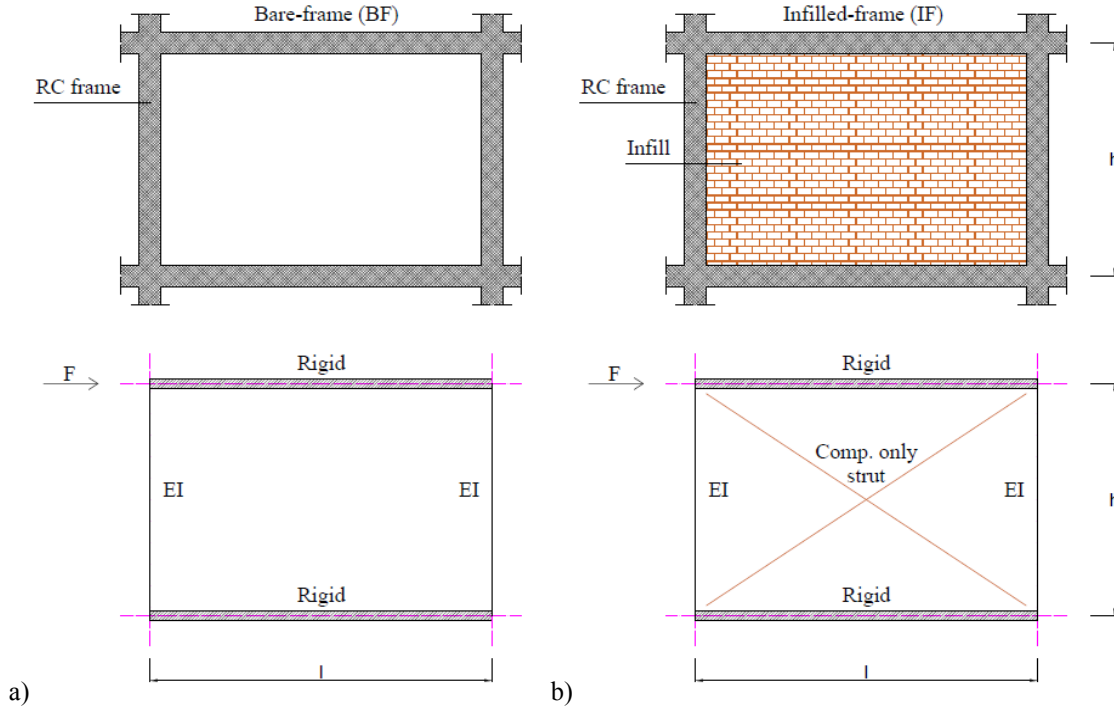 Bare-frame (BF)
RC frame
Infilled-frame (IF)
RC frame
Infill
h
F
Rigid
EI
EI
Rigid
l
a)
F
Rigid
Comp. only
strut
EI
EI
Rigid
l
h
b)